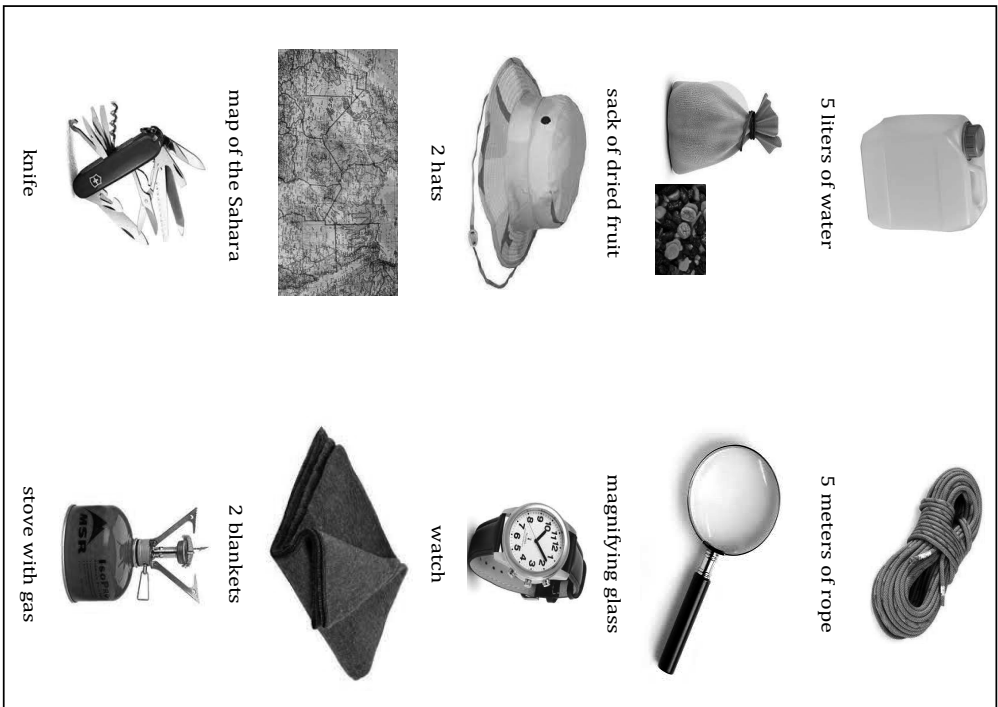 5 liters of water
5 meters of rope
sack of dried fruit
magnifying glass
2 hats
watch
map of the Sahara
2 blankets
knife
stove with gas
MSR